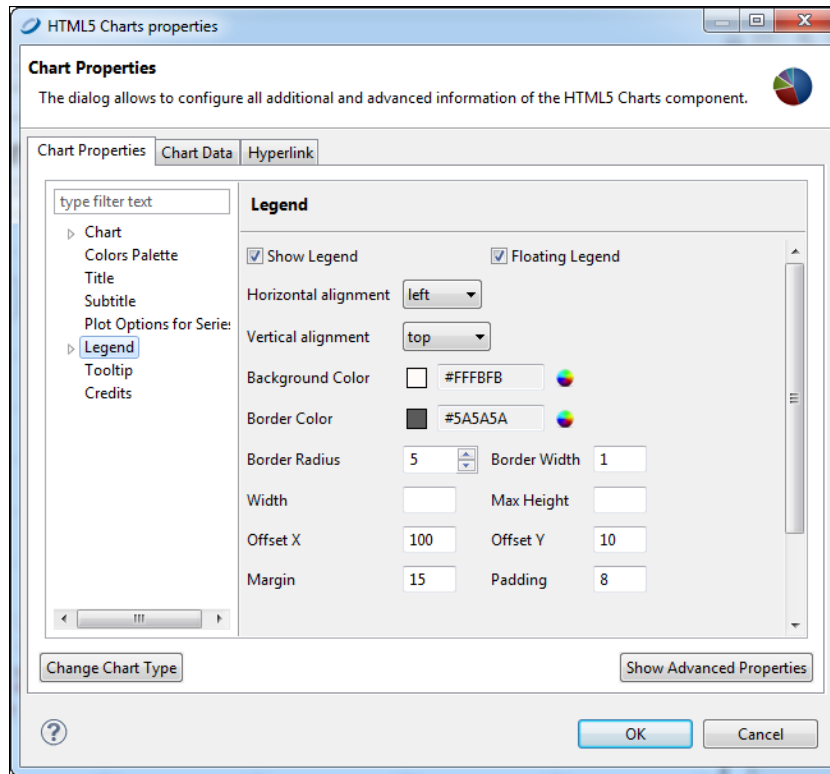 HTML5 Charts properties
Chart Properties
The dialog allows to configure all additional and advanced information of the HTML5 Charts component.
Chart Properties Chart Data Hyperlink
type filter text
Chart
Colors Palette
Title
Subtitle
Plot Options for Series
Legend
Tooltip
Credits
Legend
Show Legend Floating Legend
Horizontal alignment left
Vertical alignment top
Background Color #FFFBFB
Border Color #5A5A5A
Border Radius 5 Border Width 1
Width Max Height
Offset X 100 Offset Y 10
Margin 15 Padding 8
Change Chart Type Show Advanced Properties
? OK Cancel